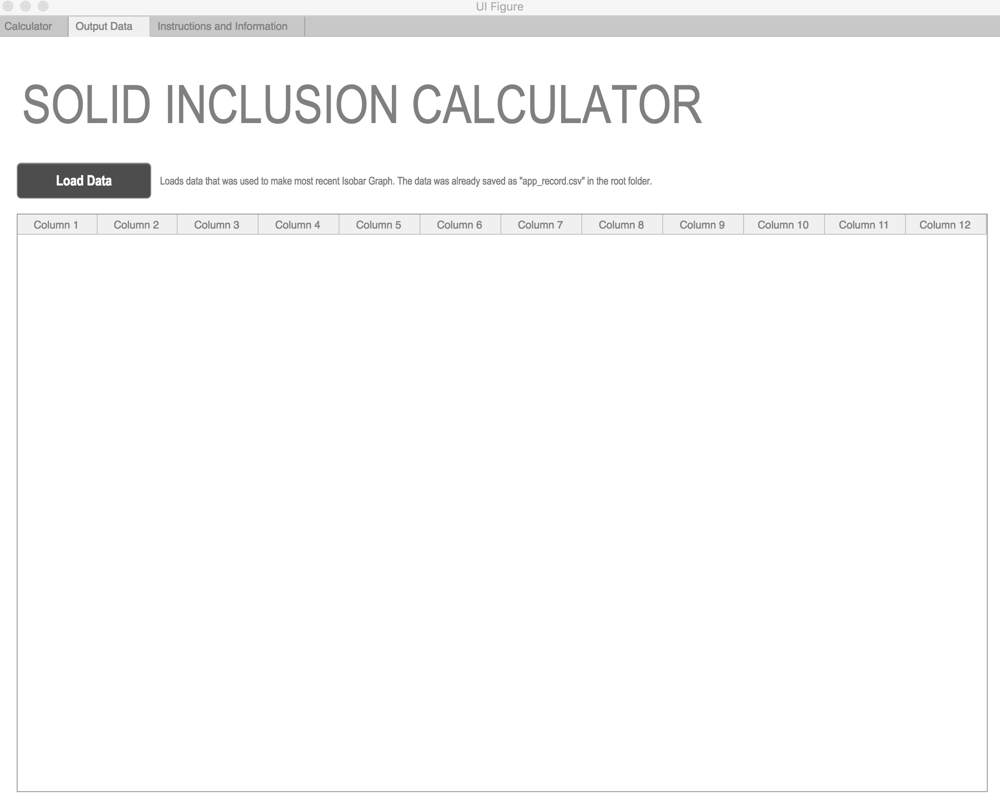 UI Figure
Calculator Output Data Instructions and Information
SOLID INCLUSION CALCULATOR
Load Data Loads data that was used to make most recent Isobar Graph. The data was already saved as "app_record.csv" in the root folder.
Column 1 Column 2 Column 3 Column 4 Column 5 Column 6 Column 7 Column 8 Column 9 Column 10 Column 11 Column 12